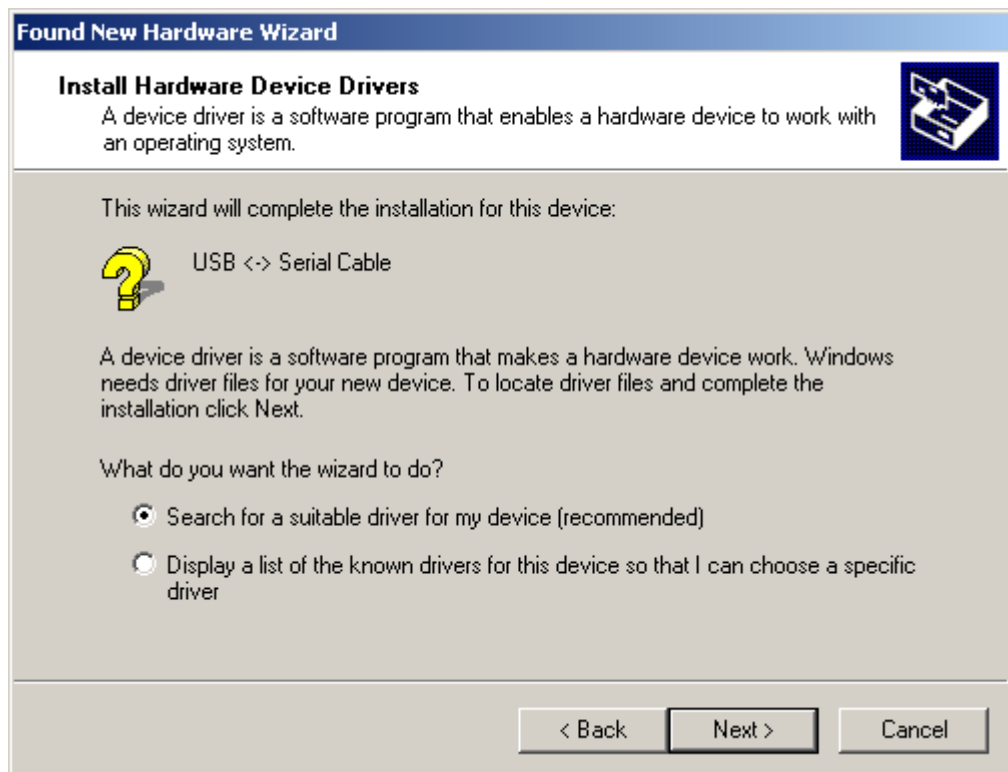 Found New Hardware Wizard
Install Hardware Device Drivers
A device driver is a software program that enables a hardware device to work with
an operating system.
This wizard will complete the installation for this device:
USB <-> Serial Cable
A device driver is a software program that makes a hardware device work. Windows
needs driver files for your new device. To locate driver files and complete the
installation click Next.
What do you want the wizard to do?
Search for a suitable driver for my device (recommended)
Display a list of the known drivers for this device so that I can choose a specific
driver
< Back Next > Cancel